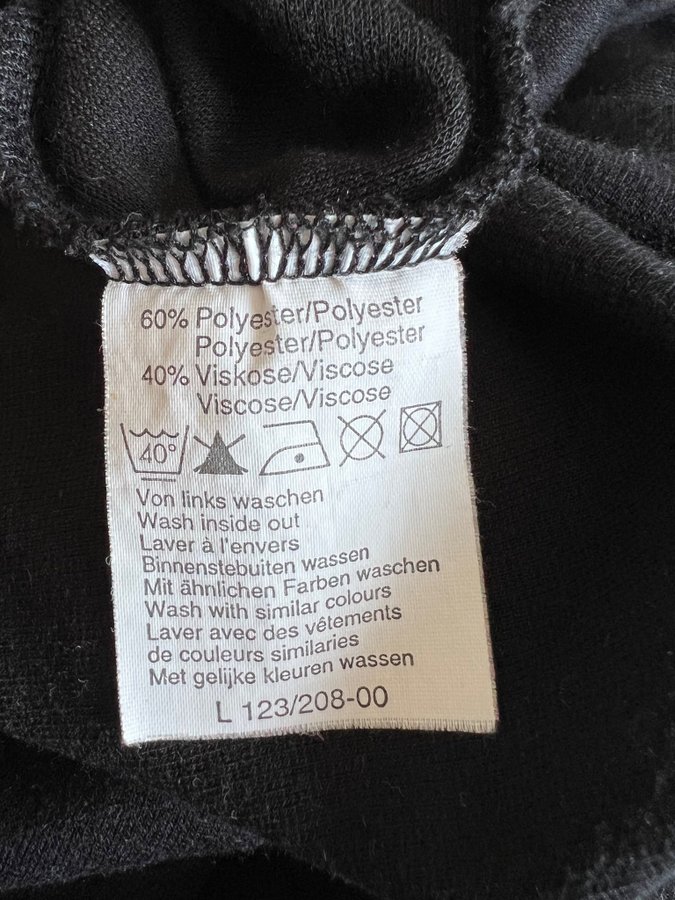 60% Polyester/Polyester
Polyester/Polyester
40% Viskose/Viscose
Viscose/Viscose
40°
Von links waschen
Wash inside out
Laver à l'envers
Binnenstebuiten wassen
Mit ähnlichen Farben waschen
Wash with similar colours
Laver avec des vêtements
de couleurs similaries
Met gelijke kleuren wassen
L 123/208-00